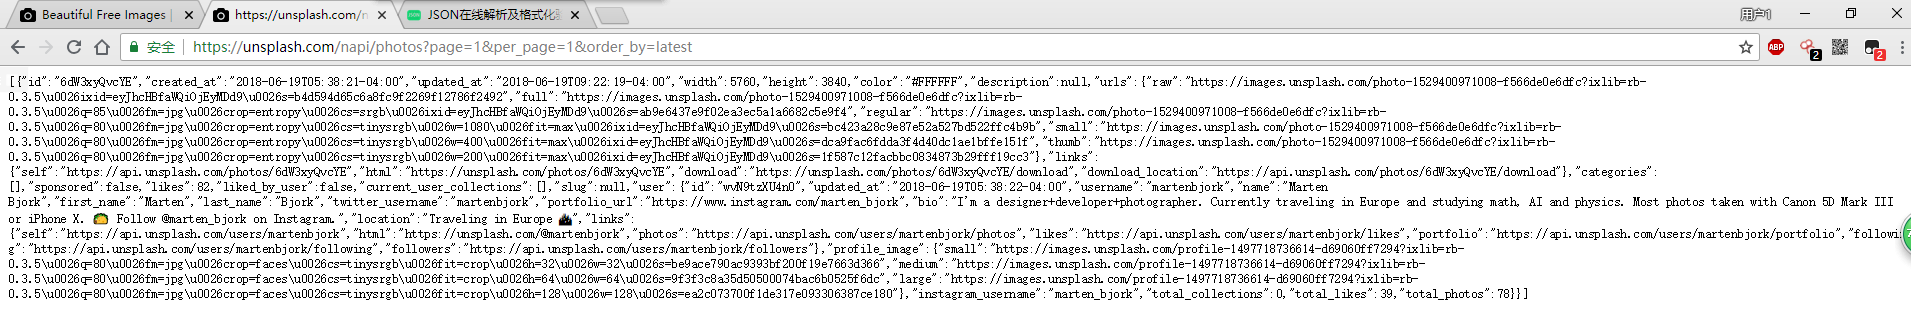 Beautiful Free Images |
https://unsplash.com/n
JSON在线解析及格式化
用户1
安全 | https://unsplash.com/napi/photos?page=1&per_page=1&order_by=latest
ABP
2
2
[{"id":"6dW3xyQvcYE","created_at":"2018-06-19T05:38:21-04:00","updated_at":"2018-06-19T09:22:19-04:00","width":5760,"height":3840,"color":"#FFFFFF","description":null,"urls":{"raw":"https://images.unsplash.com/photo-1529400971008-f566de0e6dfc?ixlib=rb-
0.3.5\u0026ixid=eyJhcHBfaWQiOjEyMDd9\u0026s=b4d594d65c6a8fc9f2269f12786f2492","full":"https://images.unsplash.com/photo-1529400971008-f566de0e6dfc?ixlib=rb-
0.3.5\u0026q=85\u0026fm=jpg\u0026crop=entropy\u0026cs=srgb\u0026ixid=eyJhcHBfaWQiOjEyMDd9\u0026s=ab9e6437e9f02ea3ec5a1a6682c5e9f4","regular":"https://images.unsplash.com/photo-1529400971008-f566de0e6dfc?ixlib=rb-
0.3.5\u0026q=80\u0026fm=jpg\u0026crop=entropy\u0026cs=tinysrgb\u0026w=1080\u0026fit=max\u0026ixid=eyJhcHBfaWQiOjEyMDd9\u0026s=bc423a28c9e87e52a527bd522ffc4b9b","small":"https://images.unsplash.com/photo-1529400971008-f566de0e6dfc?ixlib=rb-
0.3.5\u0026q=80\u0026fm=jpg\u0026crop=entropy\u0026cs=tinysrgb\u0026w=400\u0026fit=max\u0026ixid=eyJhcHBfaWQiOjEyMDd9\u0026s=dca9fac6fdda3f4d40dc1ae1bffe151f","thumb":"https://images.unsplash.com/photo-1529400971008-f566de0e6dfc?ixlib=rb-
0.3.5\u0026q=80\u0026fm=jpg\u0026crop=entropy\u0026cs=tinysrgb\u0026w=200\u0026fit=max\u0026ixid=eyJhcHBfaWQiOjEyMDd9\u0026s=1f587c12facbbc0834873b29fff19cc3"},"links":
{"self":"https://api.unsplash.com/photos/6dW3xyQvcYE","html":"https://unsplash.com/photos/6dW3xyQvcYE","download":"https://unsplash.com/photos/6dW3xyQvcYE/download","download_location":"https://api.unsplash.com/photos/6dW3xyQvcYE/download"},"categories":
[],"sponsored":false,"likes":82,"liked_by_user":false,"current_user_collections":[],"slug":null,"user":{"id":"wvN9tzXU4n0","updated_at":"2018-06-19T05:38:22-04:00","username":"martenbjork","name":"Marten
Bjork","first_name":"Marten","last_name":"Bjork","twitter_username":"martenbjork","portfolio_url":"https://www.instagram.com/marten_bjork","bio":"I'm a designer+developer+photographer. Currently traveling in Europe and studying math, AI and physics. Most photos taken with Canon 5D Mark III
or iPhone X. 🌮 Follow @marten_bjork on Instagram.","location":"Traveling in Europe","links":
{"self":"https://api.unsplash.com/users/martenbjork","html":"https://unsplash.com/@martenbjork","photos":"https://api.unsplash.com/users/martenbjork/photos","likes":"https://api.unsplash.com/users/martenbjork/likes","portfolio":"https://api.unsplash.com/users/martenbjork/portfolio","followin
g":"https://api.unsplash.com/users/martenbjork/following","followers":"https://api.unsplash.com/users/martenbjork/followers"},"profile_image":{"small":"https://images.unsplash.com/profile-1497718736614-d69060ff7294?ixlib=rb-
0.3.5\u0026q=80\u0026fm=jpg\u0026crop=faces\u0026cs=tinysrgb\u0026fit=crop\u0026h=32\u0026w=32\u0026s=be9ace790ac9393bf200f19e7663d366","medium":"https://images.unsplash.com/profile-1497718736614-d69060ff7294?ixlib=rb-
0.3.5\u0026q=80\u0026fm=jpg\u0026crop=faces\u0026cs=tinysrgb\u0026fit=crop\u0026h=64\u0026w=64\u0026s=9f3f3c6a35d50500074bac6b0525f6dc","large":"https://images.unsplash.com/profile-1497718736614-d69060ff7294?ixlib=rb-
0.3.5\u0026q=80\u0026fm=jpg\u0026crop=faces\u0026cs=tinysrgb\u0026fit=crop\u0026h=128\u0026w=128\u0026s=ea2c073700f1de317e093306387ce180"},"instagram_username":"marten_bjork","total_collections":0,"total_likes":39,"total_photos":78}}]